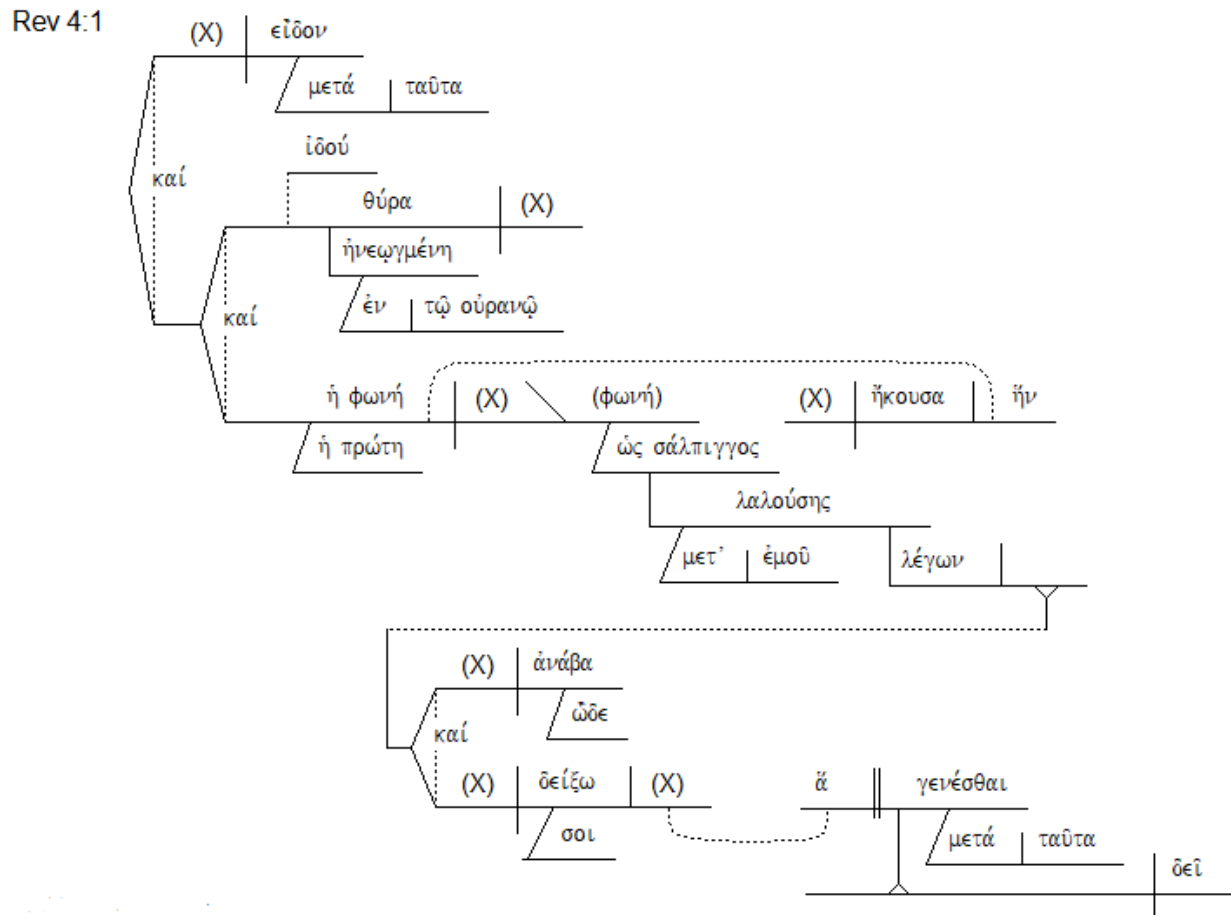 Rev 4:1
(X) εἶδον
μετά ταῦτα
ἰδού
καί
θύρα (X)
ἠνεῳγμένη
ἐν τῷ οὐρανῷ
καί
ἡ φωνή (X) (φωνή) (X) ἤκουσα ἥν
ἡ πρώτη ὡς σάλπιγγος
λαλούσης
μετ’ ἐμοῦ λέγων
(X) ἀνάβα
ὧδε
καί
(X) δείξω (X) ἅ γενέσθαι
σοι μετά ταῦτα
δεῖ